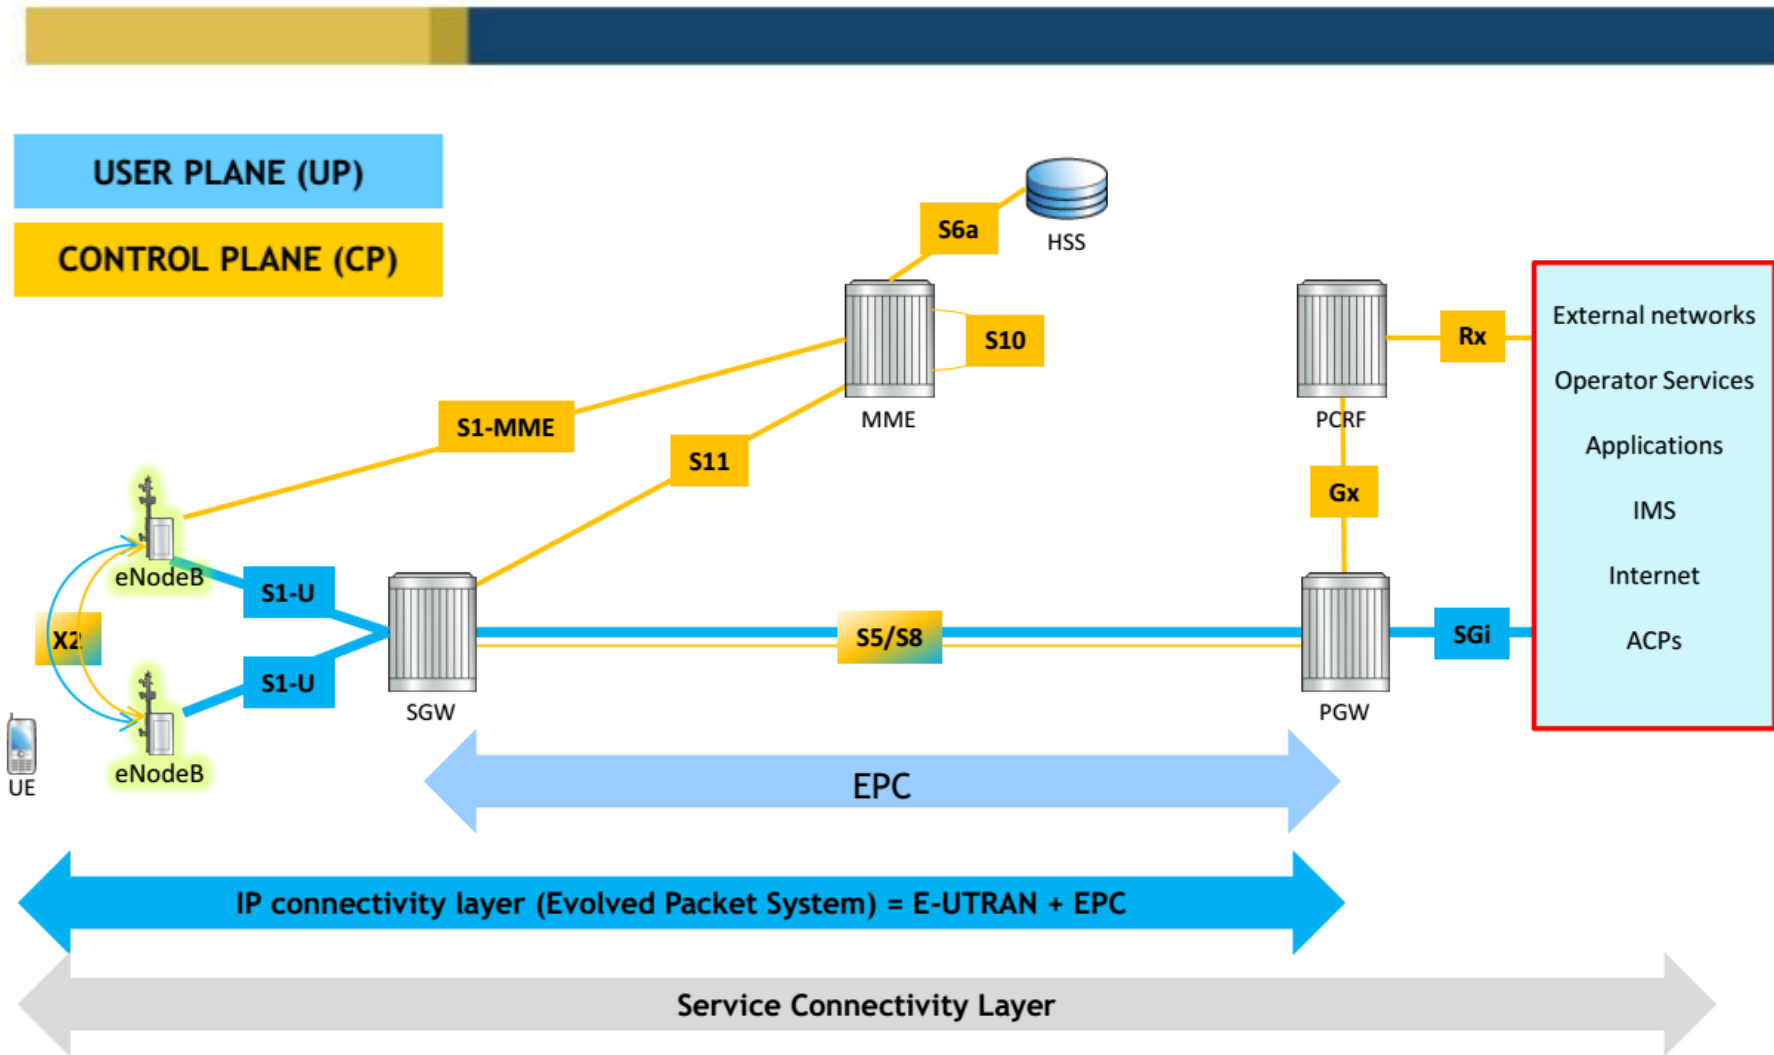 USER PLANE (UP)
CONTROL PLANE (CP)
S6a
HSS
S10
MME
S1-MME
S11
PCRF
Rx
Gx
External networks
Operator Services
Applications
IMS
Internet
ACPs
eNodeB
S1-U
X2
S1-U
eNodeB
UE
SGW
S5/S8
PGW
SGi
EPC
IP connectivity layer (Evolved Packet System) = E-UTRAN + EPC
Service Connectivity Layer